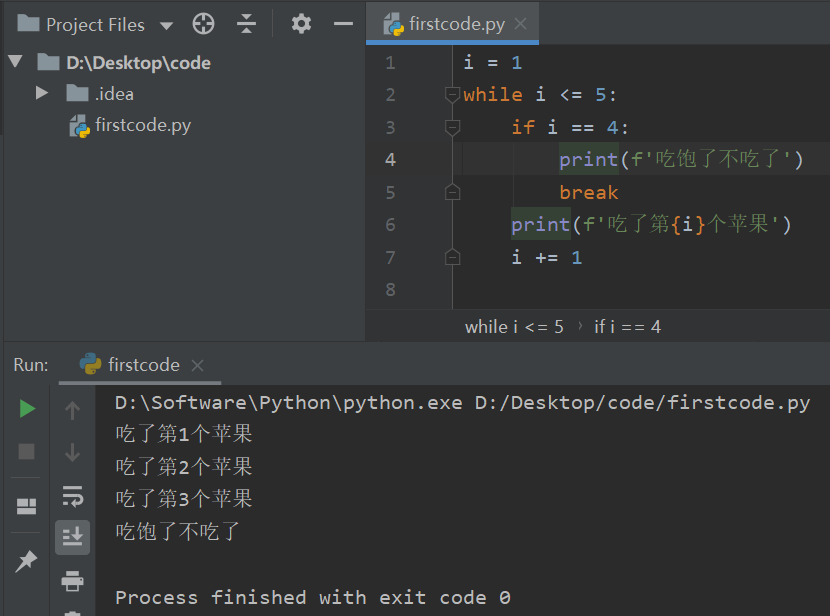 Project Files
firstcode.py
D:\Desktop\code
.idea
firstcode.py
1 i = 1
2 while i <= 5:
3 if i == 4:
4 print(f'吃饱了不吃了')
5 break
6 print(f'吃了第{i}个苹果')
7 i += 1
8
while i <= 5 › if i == 4
Run: firstcode
D:\Software\Python\python.exe D:/Desktop/code/firstcode.py
吃了第1个苹果
吃了第2个苹果
吃了第3个苹果
吃饱了不吃了
Process finished with exit code 0